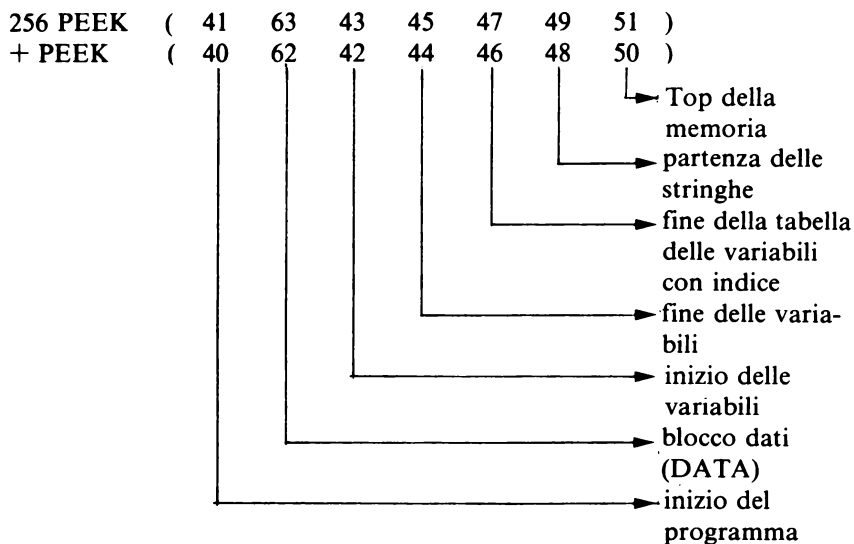 256 PEEK ( 41 63 43 45 47 49 51 )
+ PEEK ( 40 62 42 44 46 48 50 )
Top della
memoria
partenza delle
stringhe
fine della tabella
delle variabili
con indice
fine delle varia-
bili
inizio delle
variabili
blocco dati
(DATA)
inizio del
programma